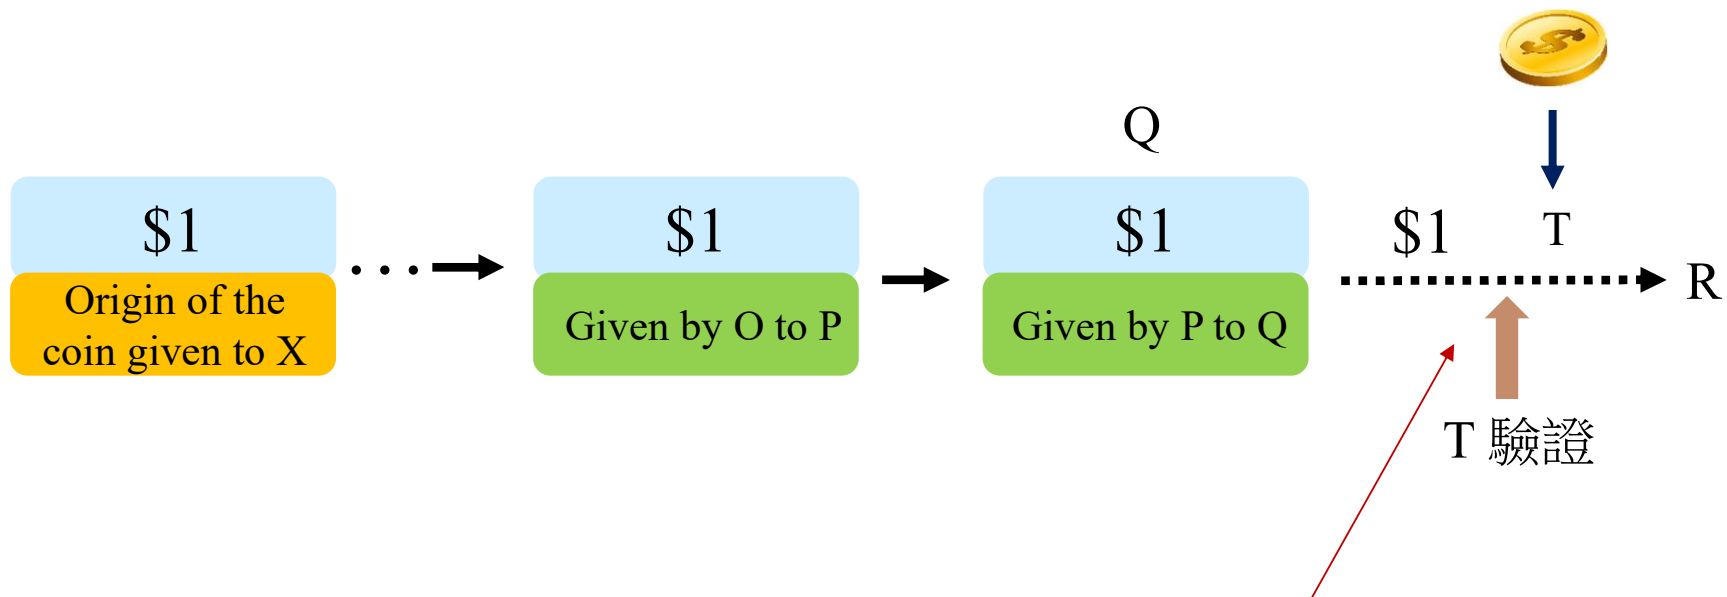 Q
$1
Origin of the
coin given to X
...
$1
Given by O to P
$1
Given by P to Q
$1
T
R
T 驗證